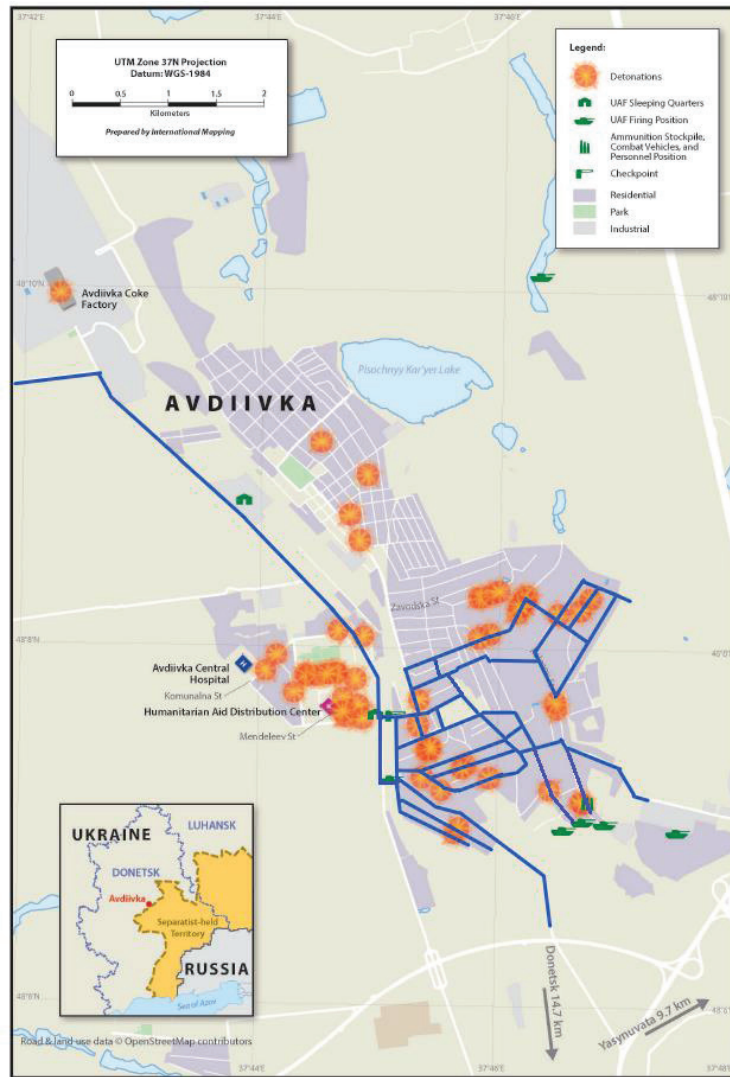 37°42'E
37°44'E
37°46'E
UTM Zone 37N Projection
Datum: WGS-1984
0 0.5 1 1.5 2
Kilometers
Prepared by International Mapping
Legend:
Detonations
UAF Sleeping Quarters
UAF Firing Position
Ammunition Stockpile,
Combat Vehicles, and
Personnel Position
Checkpoint
Residential
Park
Industrial
48°10'N
Avdiivka Coke
Factory
Pisochnyy Kar'yer Lake
AVDIIVKA
Zavodska St
48°8'N
Avdiivka Central
Hospital
H
Komunalna St
Humanitarian Aid Distribution Center
Mendeleev St
UKRAINE
LUHANSK
DONETSK
Avdiivka
Separatist-held
Territory
RUSSIA
Sea of Azov
Donetsk 14.7 km
Yasynuvata 9.7 km
Road & land use data © OpenStreetMap contributors
37°44'E
37°46'E